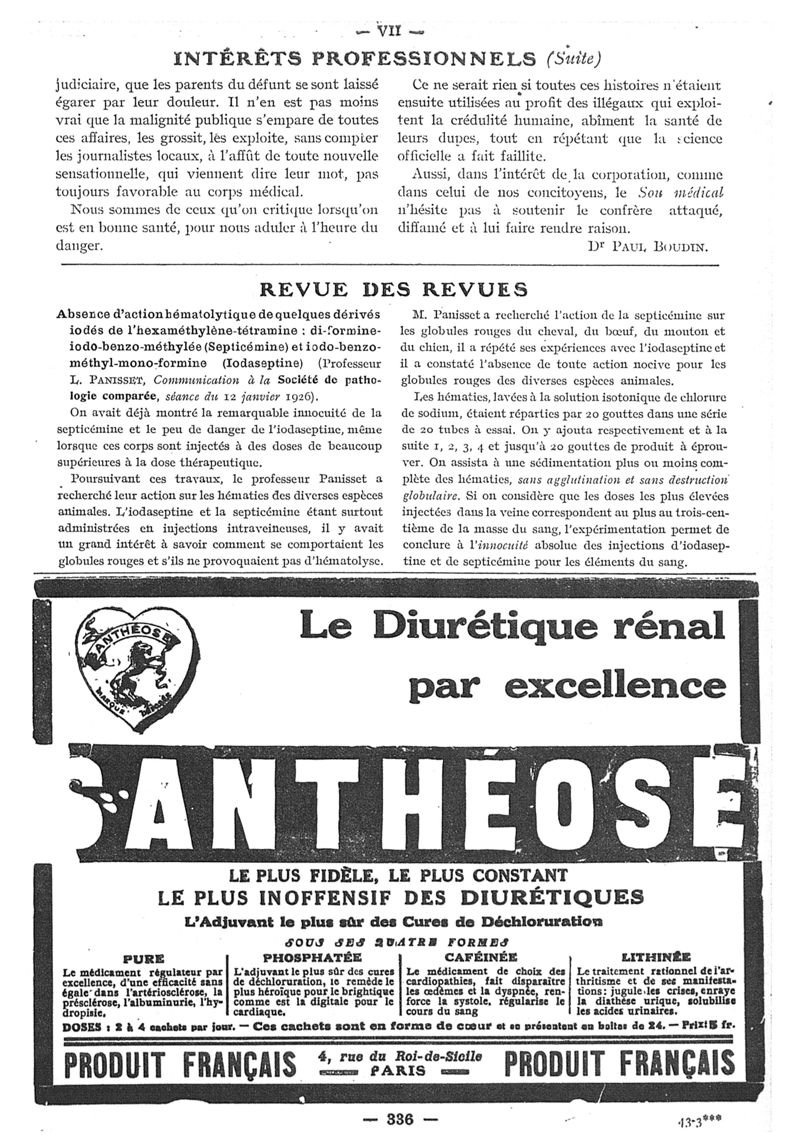 — VII —
INTÉRÊTS PROFESSIONNELS (Suite)
judiciaire, que les parents du défunt se sont laissé
égarer par leur douleur. Il n'en est pas moins
vrai que la malignité publique s'empare de toutes
ces affaires, les grossit, les exploite, sans compter
les journalistes locaux, à l'affût de toute nouvelle
sensationnelle, qui viennent dire leur mot, pas
toujours favorable au corps médical.
Nous sommes de ceux qu'on critique lorsqu'on
est en bonne santé, pour nous aduler à l'heure du
danger.
Ce ne serait rien si toutes ces histoires n'étaient
ensuite utilisées au profit des illégaux qui exploi-
tent la crédulité humaine, abîment la santé de
leurs dupes, tout en répétant que la science
officielle a fait faillite.
Aussi, dans l'intérêt de la corporation, comme
dans celui de nos concitoyens, le Sou médical
n'hésite pas à soutenir le confrère attaqué,
diffamé et à lui faire rendre raison.
Dr PAUL BOUDIN.
REVUE DES REVUES
Absence d'action hématolytique de quelques dérivés
iodés de l'hexaméthylène-tétramine : di-formine-
iodo-benzo-méthylée (Septicémine) et iodo-benzo-
méthyl-mono-formine (Iodaseptine) (Professeur
L. PANISSET, Communication à la Société de patho-
logie comparée, séance du 12 janvier 1926).
On avait déjà montré la remarquable innocuité de la
septicémine et le peu de danger de l'iodaseptine, même
lorsque ces corps sont injectés à des doses de beaucoup
supérieures à la dose thérapeutique.
Poursuivant ces travaux, le professeur Panisset a
recherché leur action sur les hématies des diverses espèces
animales. L'iodaseptine et la septicémine étant surtout
administrées en injections intraveineuses, il y avait
un grand intérêt à savoir comment se comportaient les
globules rouges et s'ils ne provoquaient pas d'hématolyse.
M. Panisset a recherché l'action de la septicémine sur
les globules rouges du cheval, du bœuf, du mouton et
du chien, il a répété ses expériences avec l'iodaseptine et
il a constaté l'absence de toute action nocive pour les
globules rouges des diverses espèces animales.
Les hématies, lavées à la solution isotonique de chlorure
de sodium, étaient réparties par 20 gouttes dans une série
de 20 tubes à essai. On y ajouta respectivement et à la
suite 1, 2, 3, 4 et jusqu'à 20 gouttes de produit à éprou-
ver. On assista à une sédimentation plus ou moins com-
plète des hématies, sans agglutination et sans destruction
globulaire. Si on considère que les doses les plus élevées
injectées dans la veine correspondent au plus au trois-cen-
tième de la masse du sang, l'expérimentation permet de
conclure à l'innocuité absolue des injections d'iodasep-
tine et de septicémine pour les éléments du sang.
SANTHÉOSE
MARQUE DÉPOSÉE
Le Diurétique rénal
par excellence
SANTHÉOSE
LE PLUS FIDÈLE, LE PLUS CONSTANT
LE PLUS INOFFENSIF DES DIURÉTIQUES
L'Adjuvant le plus sûr des Cures de Déchloruration
SOUS SES QUATRE FORMES
PURE
Le médicament régulateur par
excellence, d'une efficacité sans
égale dans l'artériosclérose, la
présclérose, l'albuminurie, l'hy-
dropisie.
PHOSPHATÉE
L'adjuvant le plus sûr des cures
de déchloruration, le remède le
plus héroïque pour le brightique
comme est la digitale pour le
cardiaque.
CAFÉINÉE
Le médicament de choix des
cardiopathies, fait disparaître
les œdèmes et la dyspnée, ren-
force la systole, régularise le
cours du sang
LITHINÉE
Le traitement rationnel de l'ar-
thritisme et de ses manifesta-
tions : jugule les crises, enraye
la diathèse urique, solubilise
les acides urinaires.
DOSES : 2 à 4 cachets par jour. — Ces cachets sont en forme de cœur et se présentent en boîtes de 24. — Prix : 5 fr.
PRODUIT FRANÇAIS
4, rue du Roi-de-Sicile
PARIS
PRODUIT FRANÇAIS
— 336 —
43-3***